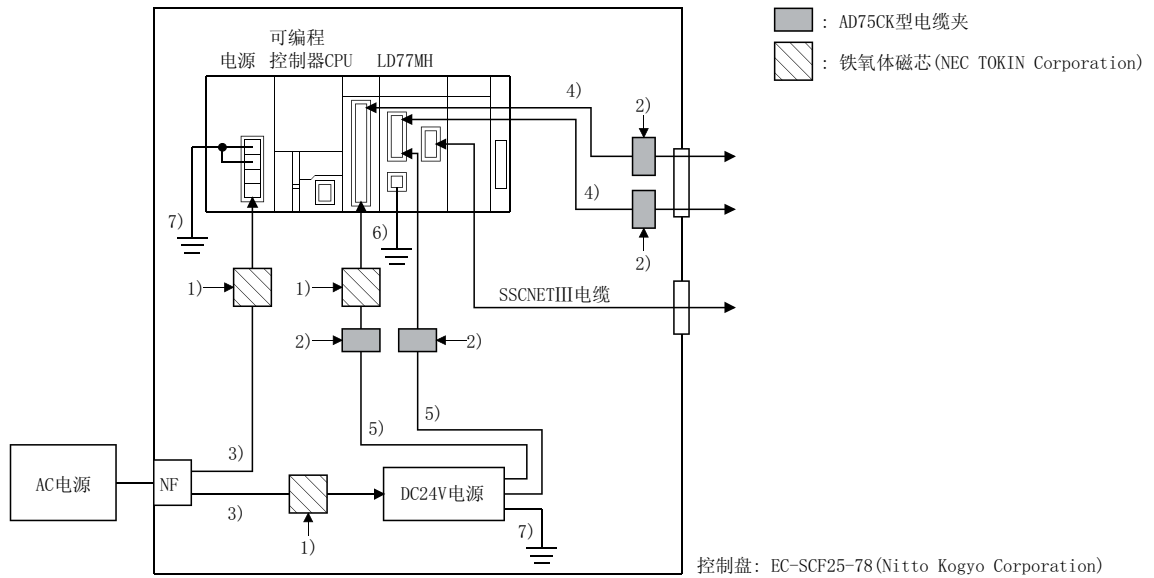 : AD75CK型电缆夹
: 铁氧体磁芯(NEC TOKIN Corporation)
可编程
电源 控制器CPU LD77MH
4)
2)
4)
7)
6)
2)
1)
1)
SSCNETⅢ电缆
2)
2)
5)
5)
3)
AC电源
NF
DC24V电源
3)
7)
1)
控制盘: EC-SCF25-78(Nitto Kogyo Corporation)